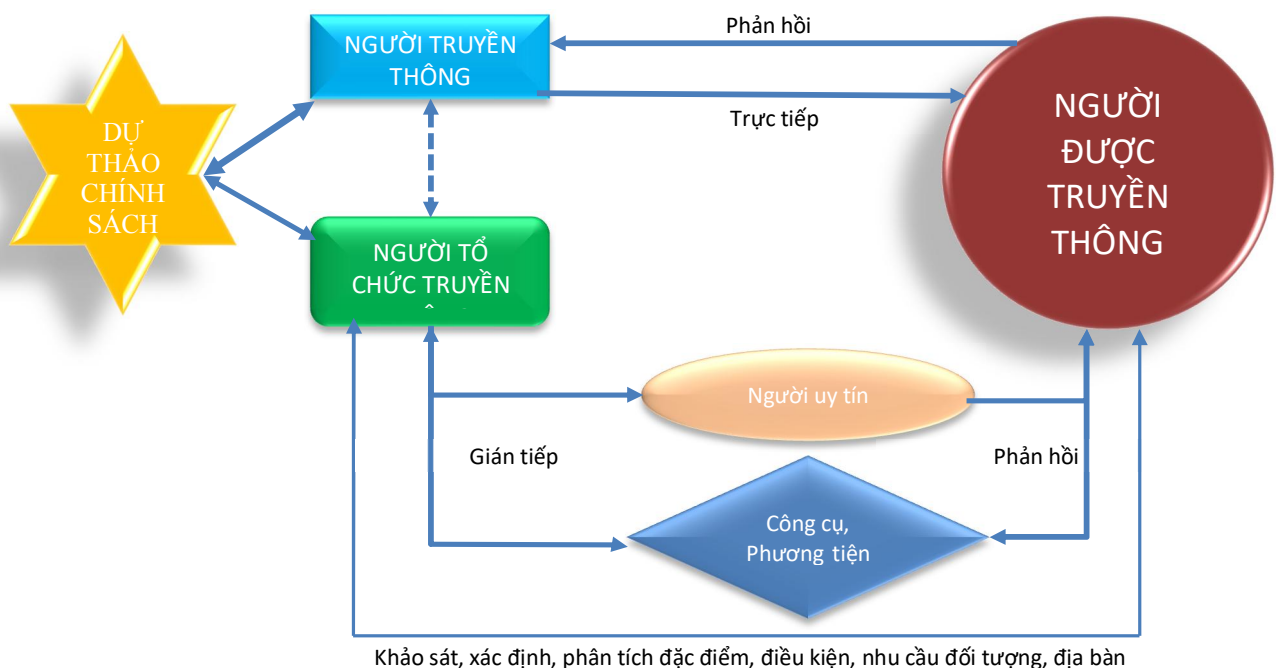 Phản hồi
NGƯỜI TRUYỀN
THÔNG
Trực tiếp
DỰ
THẢO
CHÍNH
SÁCH
NGƯỜI
ĐƯỢC
TRUYỀN
THÔNG
NGƯỜI TỔ
CHỨC TRUYỀN
Người uy tín
Gián tiếp
Phản hồi
Công cụ,
Phương tiện
Khảo sát, xác định, phân tích đặc điểm, điều kiện, nhu cầu đối tượng, địa bàn